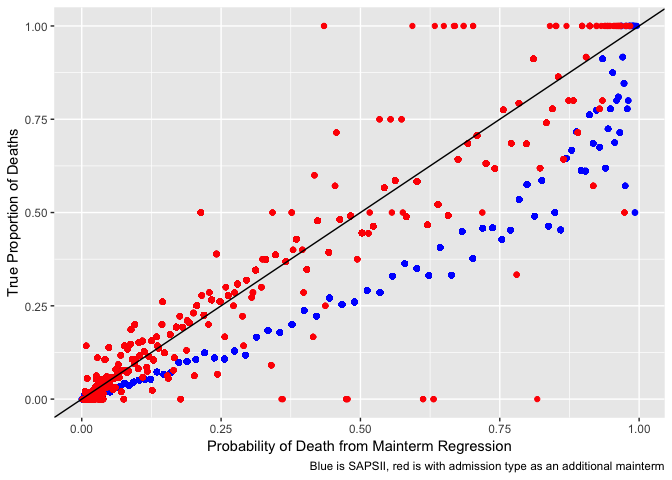 True Proportion of Deaths
1.00
0.75
0.50
0.25
0.00
0.00 0.25 0.50 0.75 1.00
Probability of Death from Mainterm Regression
Blue is SAPSII, red is with admission type as an additional mainterm